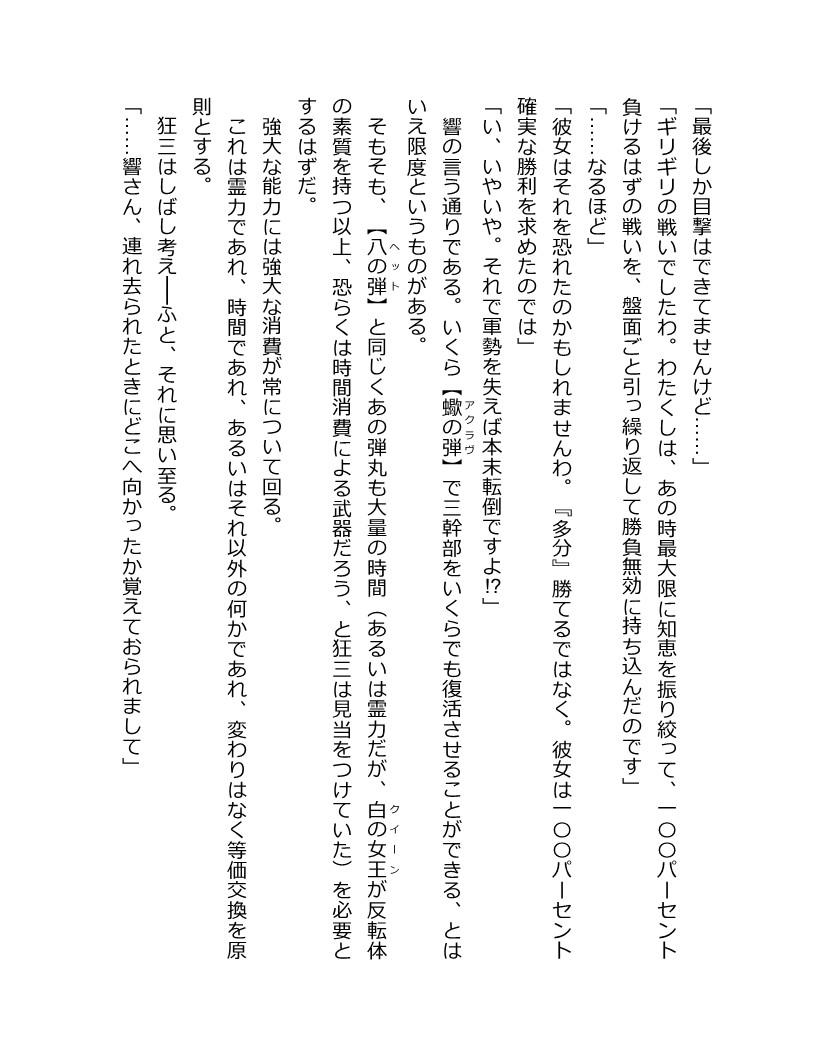 「最後しか目撃はできてませんけど……」
「ギリギリの戦いでしたわ。わたくしは、あの時最大限に知恵を振り絞って、一〇〇パーセント
負けるはずの戦いを、盤面ごと引っ繰り返して勝負無効に持ち込んだのです」
「……なるほど」
「彼女はそれを恐れたのかもしれませんわ。『多分』勝てるではなく。彼女は一〇〇パーセント
確実な勝利を求めたのでは」
「い、いやいや。それで軍勢を失えば本末転倒ですよ!?」
響の言う通りである。いくら【蠍の弾】で三幹部をいくらでも復活させることができる、とは
アクラヴ
いえ限度というものがある。
そもそも、【八の弾】と同じくあの弾丸も大量の時間（あるいは霊力だが、白の女王が反転体
ヘット
クイーン
の素質を持つ以上、恐らくは時間消費による武器だろう、と狂三は見当をつけていた）を必要と
するはずだ。
強大な能力には強大な消費が常について回る。
これは霊力であれ、時間であれ、あるいはそれ以外の何かであれ、変わりはなく等価交換を原
則とする。
狂三はしばし考え──ふと、それに思い至る。
「……響さん、連れ去られたときにどこへ向かったか覚えておられまして」